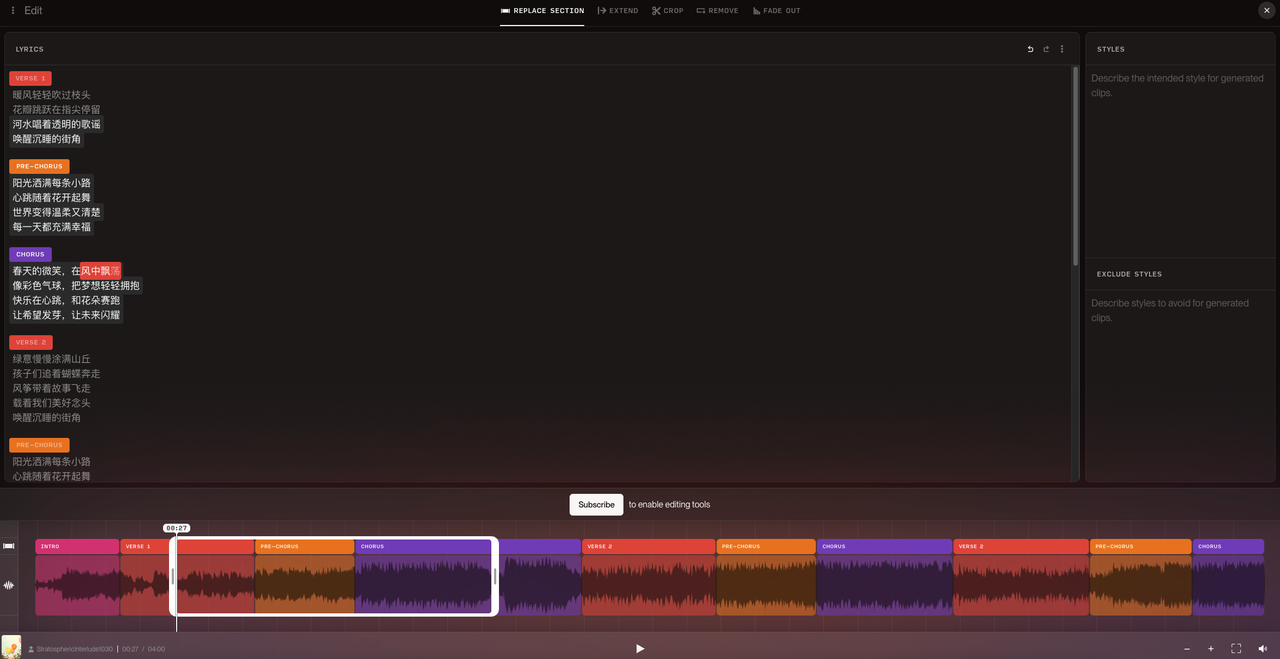 Edit
REPLACE SECTION
EXTEND
CROP
REMOVE
FADE OUT
LYRICS
VERSE 1
暖风轻轻吹过枝头
花瓣跳跃在指尖停留
河水唱着透明的歌谣
唤醒沉睡的街角
PRE-CHORUS
阳光洒满每条小路
心跳随着花开起舞
世界变得温柔又清楚
每一天都充满幸福
CHORUS
春天的微笑，在风中飘荡
像彩色气球，把梦想轻轻拥抱
快乐在心跳，和花朵赛跑
让希望发芽，让未来闪耀
VERSE 2
绿意慢慢涂满山丘
孩子们追着蝴蝶奔走
风筝带着故事飞走
载着我们美好念头
唤醒沉睡的街角
PRE-CHORUS
阳光洒满每条小路
心跳随着花开起舞
STYLES
Describe the intended style for generated
clips.
EXCLUDE STYLES
Describe styles to avoid for generated
clips.
Subscribe to enable editing tools
00:27
INTRO
VERSE 1
PRE-CHORUS
CHORUS
VERSE 2
PRE-CHORUS
CHORUS
VERSE 2
PRE-CHORUS
CHORUS
StratosphericInterlude1030 | 00:27 / 04:00